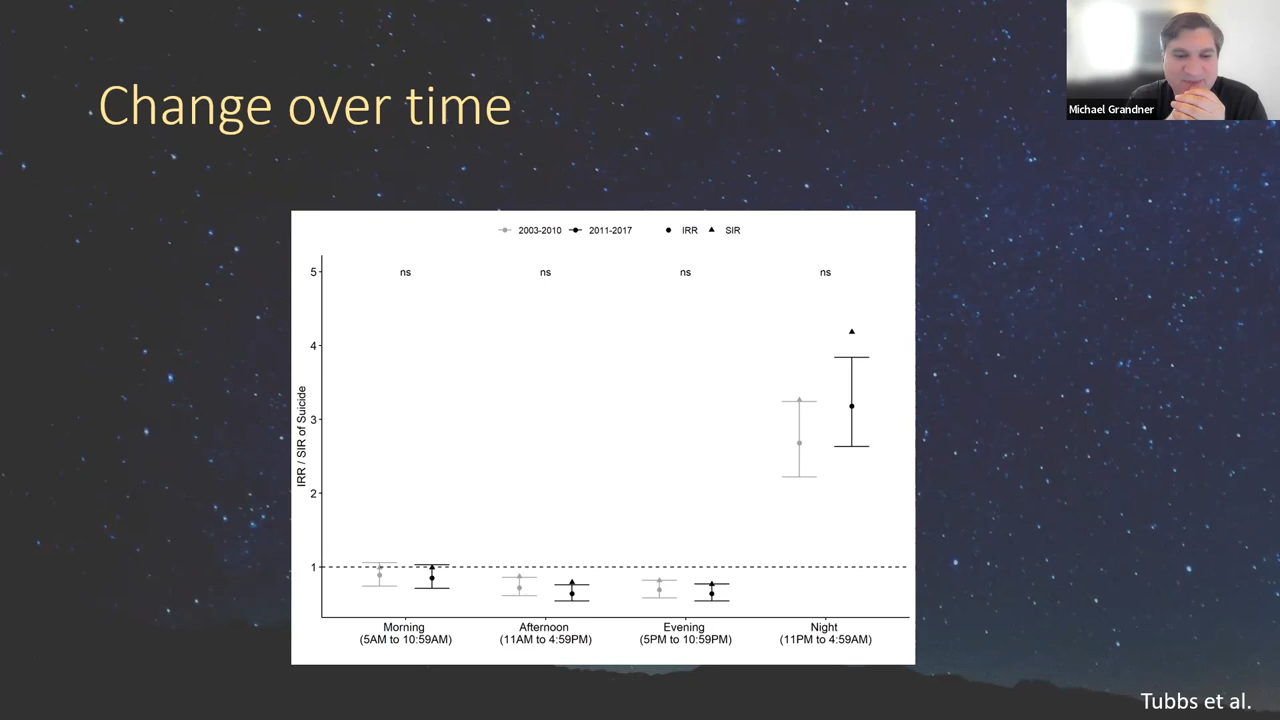 Michael Grandner
Change over time
2003-2010 2011-2017 IRR SIR
5
ns ns ns ns
4
3
2
1
IRR / SIR of Suicide
Morning Afternoon Evening Night
(5AM to 10:59AM) (11AM to 4:59PM) (5PM to 10:59PM) (11PM to 4:59AM)
Tubbs et al.